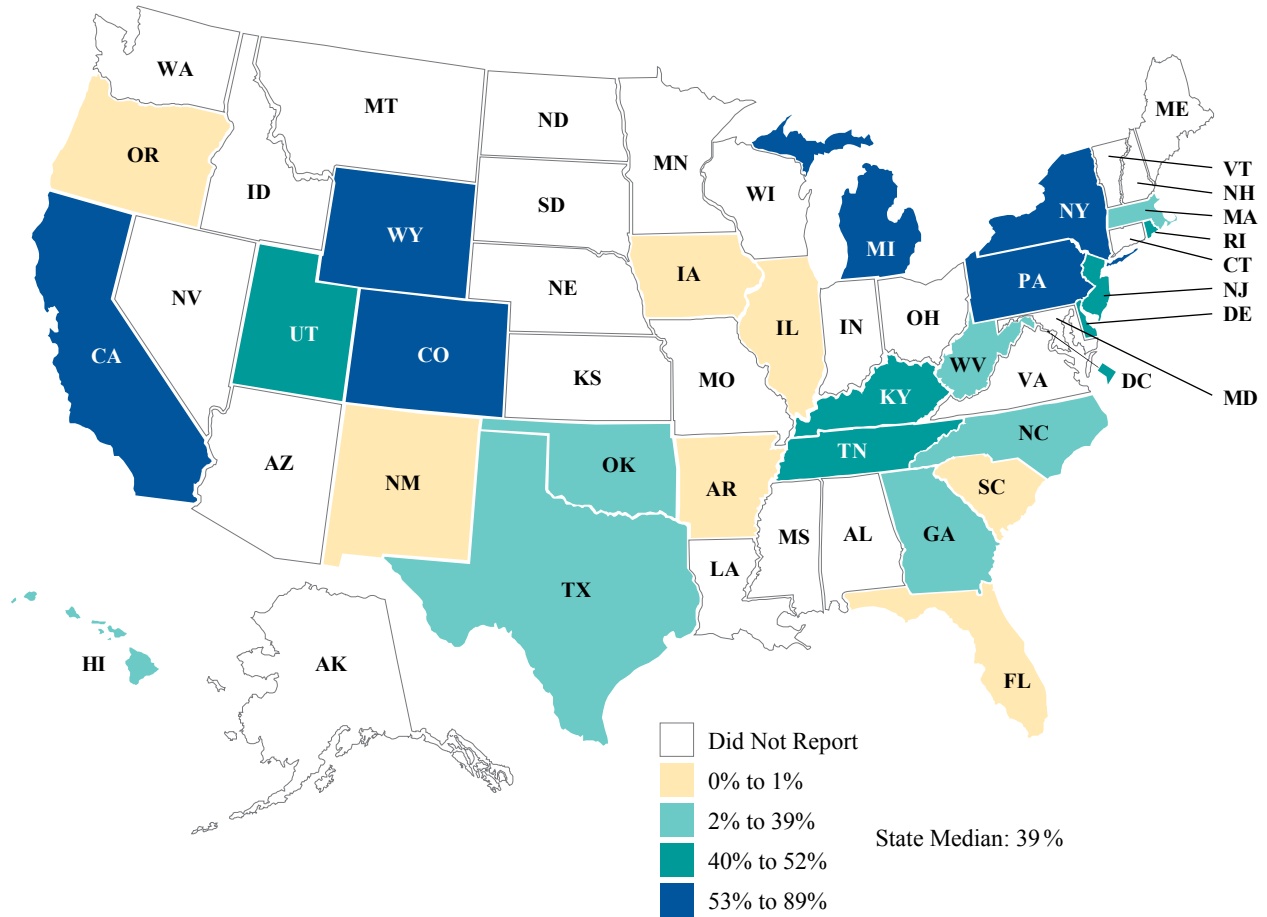 WA
MT
ND
MN
ME
OR
ID
SD
WI
VT
NH
MA
RI
CT
NJ
DE
MD
WY
NY
MI
IA
NE
PA
NV
UT
CO
IL
IN
OH
CA
KS
MO
WV
VA
DC
KY
NC
TN
AZ
NM
OK
AR
SC
MS
AL
GA
LA
TX
HI
AK
FL
Did Not Report
0% to 1%
2% to 39%
State Median: 39%
40% to 52%
53% to 89%